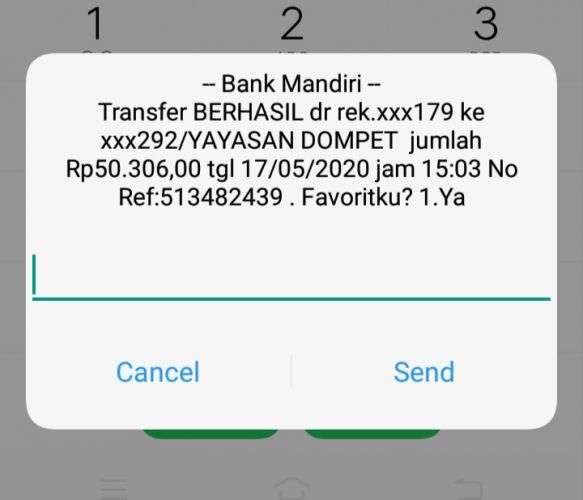 1 2 3
-- Bank Mandiri --
Transfer BERHASIL dr rek.xxx179 ke
xxx292/YAYASAN DOMPET jumlah
Rp50.306,00 tgl 17/05/2020 jam 15:03 No
Ref:513482439 . Favoritku? 1.Ya
Cancel Send